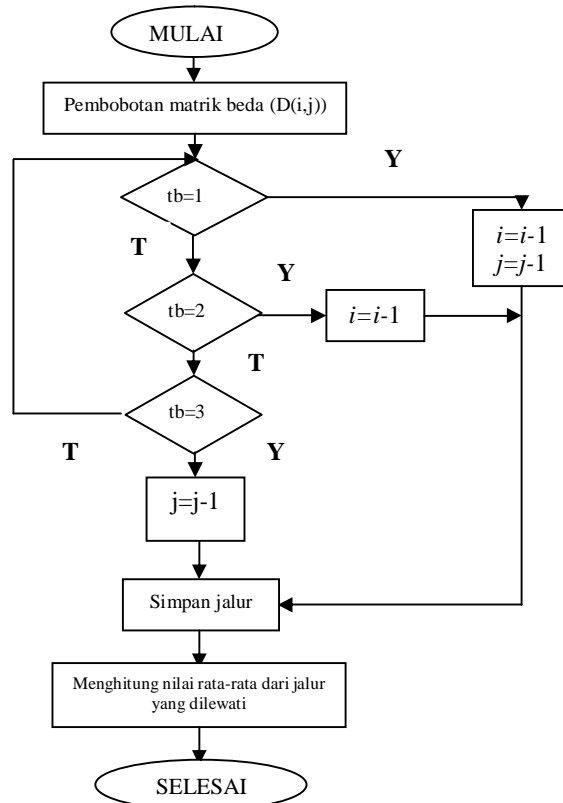 MULAI
Pembobotan matrik beda (D(i,j))
tb=1
Y
i=i-1
j=j-1
T
tb=2
Y
i=i-1
T
tb=3
T
Y
j=j-1
Simpan jalur
Menghitung nilai rata-rata dari jalur
yang dilewati
SELESAI